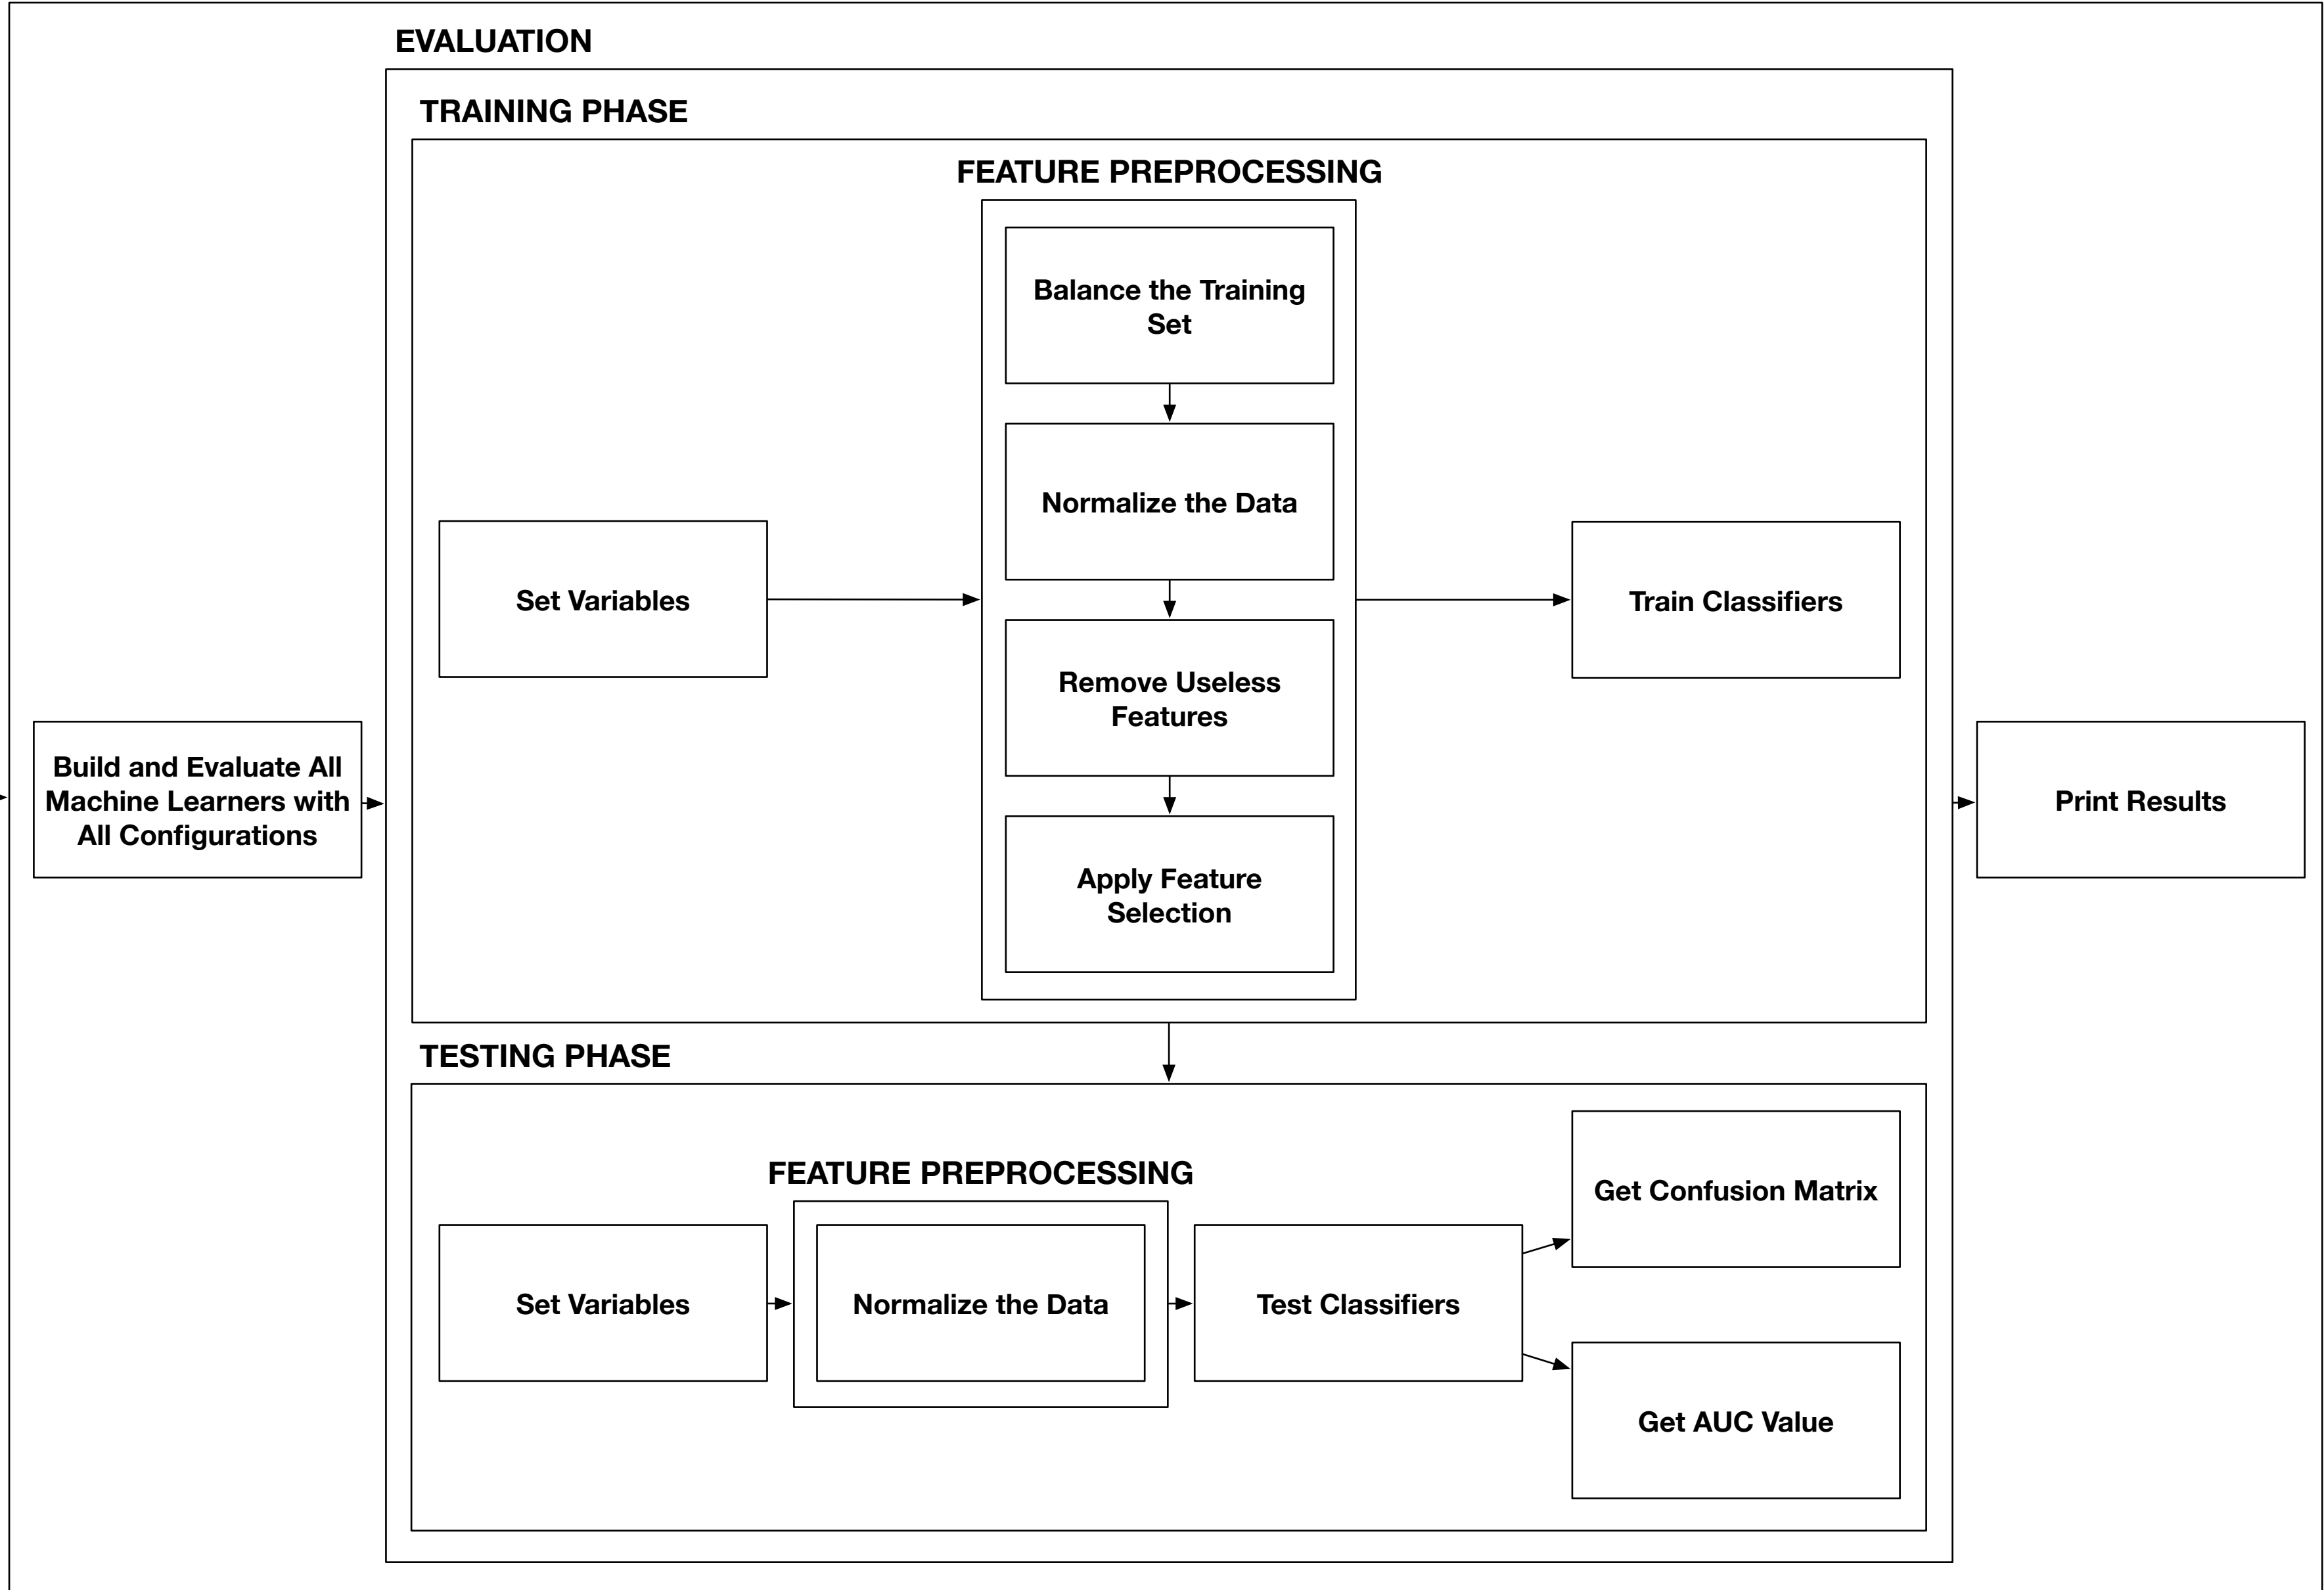 EVALUATION
TRAINING PHASE
FEATURE PREPROCESSING
Balance the Training
Set
Normalize the Data
Set Variables
Train Classifiers
Remove Useless
Features
Apply Feature
Selection
Build and Evaluate All
Machine Learners with
All Configurations
Print Results
TESTING PHASE
FEATURE PREPROCESSING
Set Variables
Normalize the Data
Test Classifiers
Get Confusion Matrix
Get AUC Value